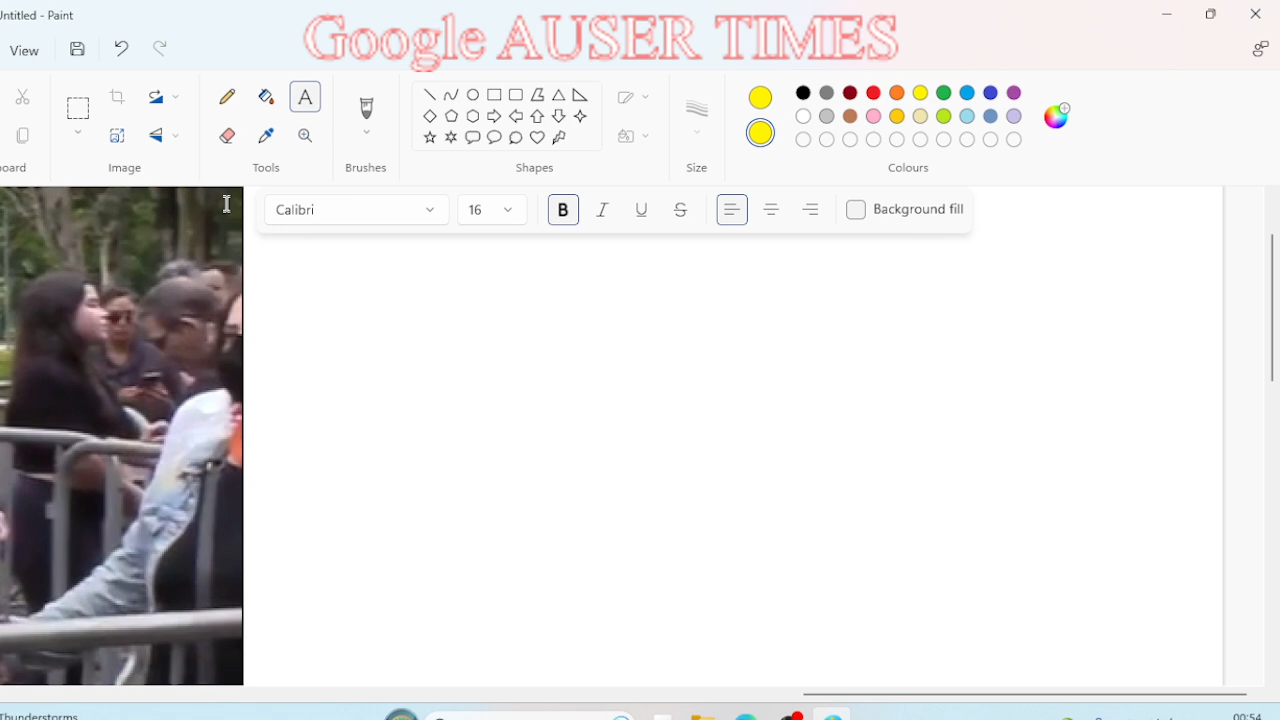 Untitled - Paint
Google AUSER TIMES
View
Image
Tools
Brushes
Shapes
Size
Colours
Calibri
16
B
I
U
S
Background fill
Thunderstorms
00:54